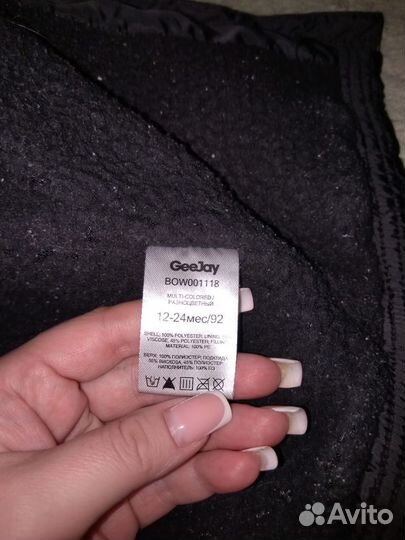 GeeJay
BOW001118
MULTI-COLORED /
РАЗНОЦВЕТНЫЙ
12-24мес/92
SHELL: 100% POLYESTER, LINING:
VISCOSE, 45% POLYESTER, FILLING
MATERIAL: 100% PE
ВЕРХ: 100% ПОЛИЭСТЕР, ПОДКЛАДКА
55% ВИСКОЗА, 45% ПОЛИЭСТЕР
НАПОЛНИТЕЛЬ: 100% ПЭ
Avito